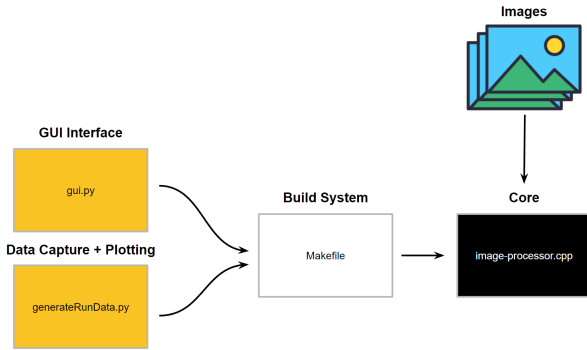 Images
GUI Interface
gui.py
Build System
Core
Makefile
image-processor.cpp
Data Capture + Plotting
generateRunData.py